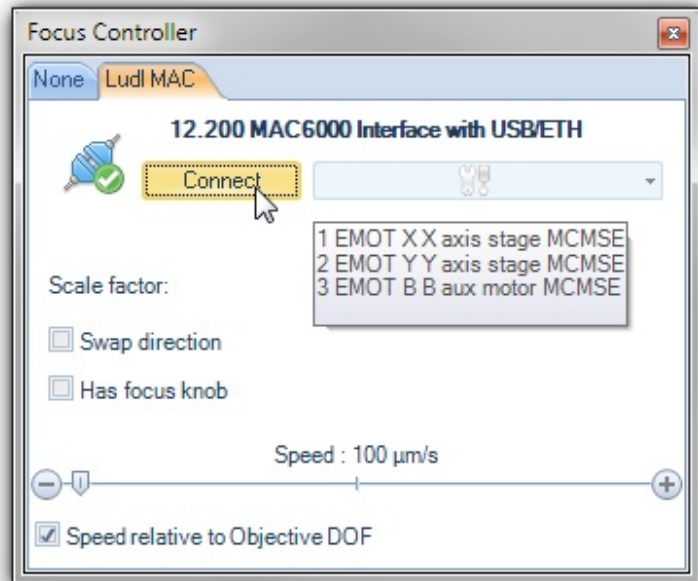 Focus Controller
None Ludl MAC
12.200 MAC6000 Interface with USB/ETH
Connect
1 EMOT X X axis stage MCMSE
2 EMOT Y Y axis stage MCMSE
3 EMOT B B aux motor MCMSE
Scale factor:
Swap direction
Has focus knob
Speed : 100 µm/s
Speed relative to Objective DOF